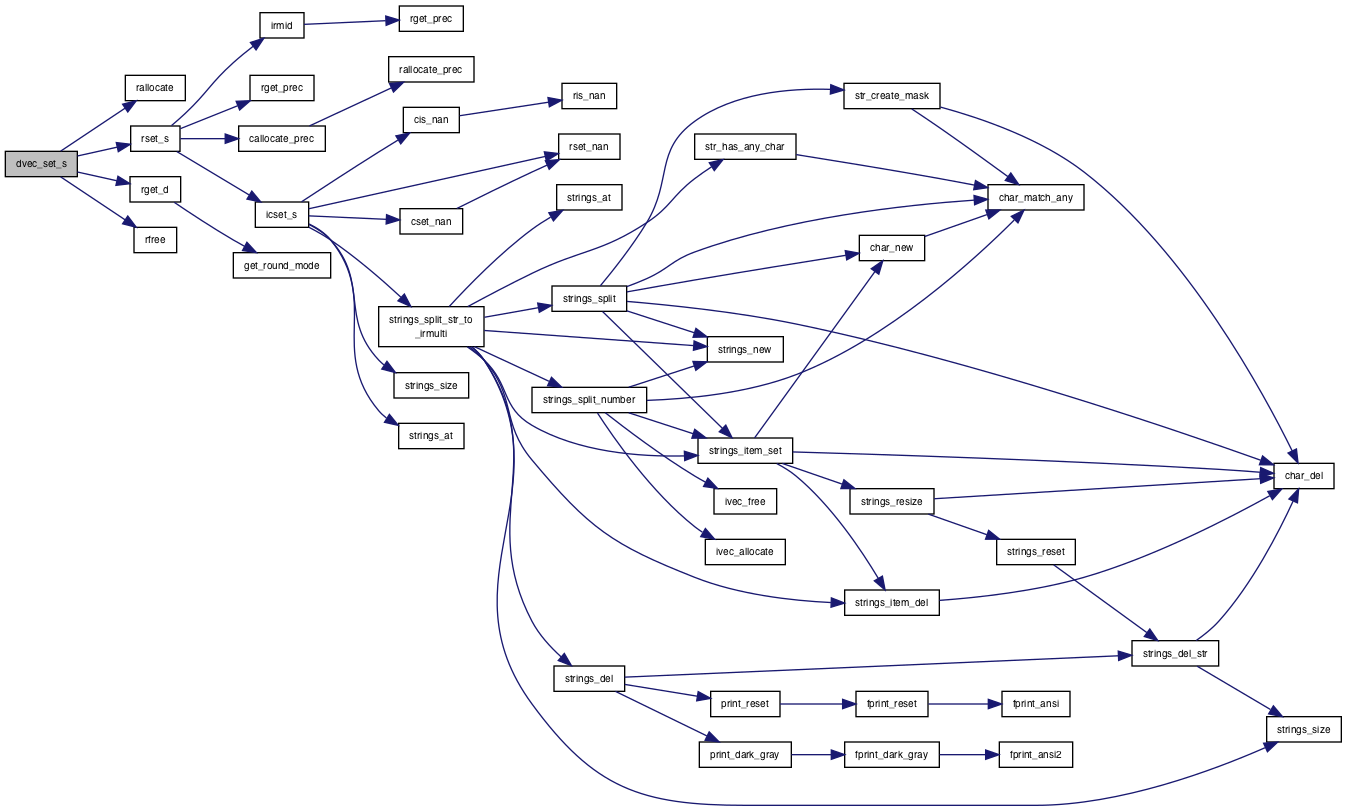 irmid
rget_prec
rallocate_prec
rallocate
rget_prec
ris_nan
str_create_mask
cis_nan
rset_s
callocate_prec
str_has_any_char
rset_nan
dvec_set_s
rget_d
strings_at
char_match_any
icset_s
cset_nan
rfree
char_new
get_round_mode
strings_split
strings_split_str_to
_irmulti
strings_new
strings_size
strings_split_number
strings_at
strings_item_set
char_del
ivec_free
strings_resize
ivec_allocate
strings_reset
strings_item_del
strings_del_str
strings_del
print_reset
fprint_reset
fprint_ansi
strings_size
print_dark_gray
fprint_dark_gray
fprint_ansi2